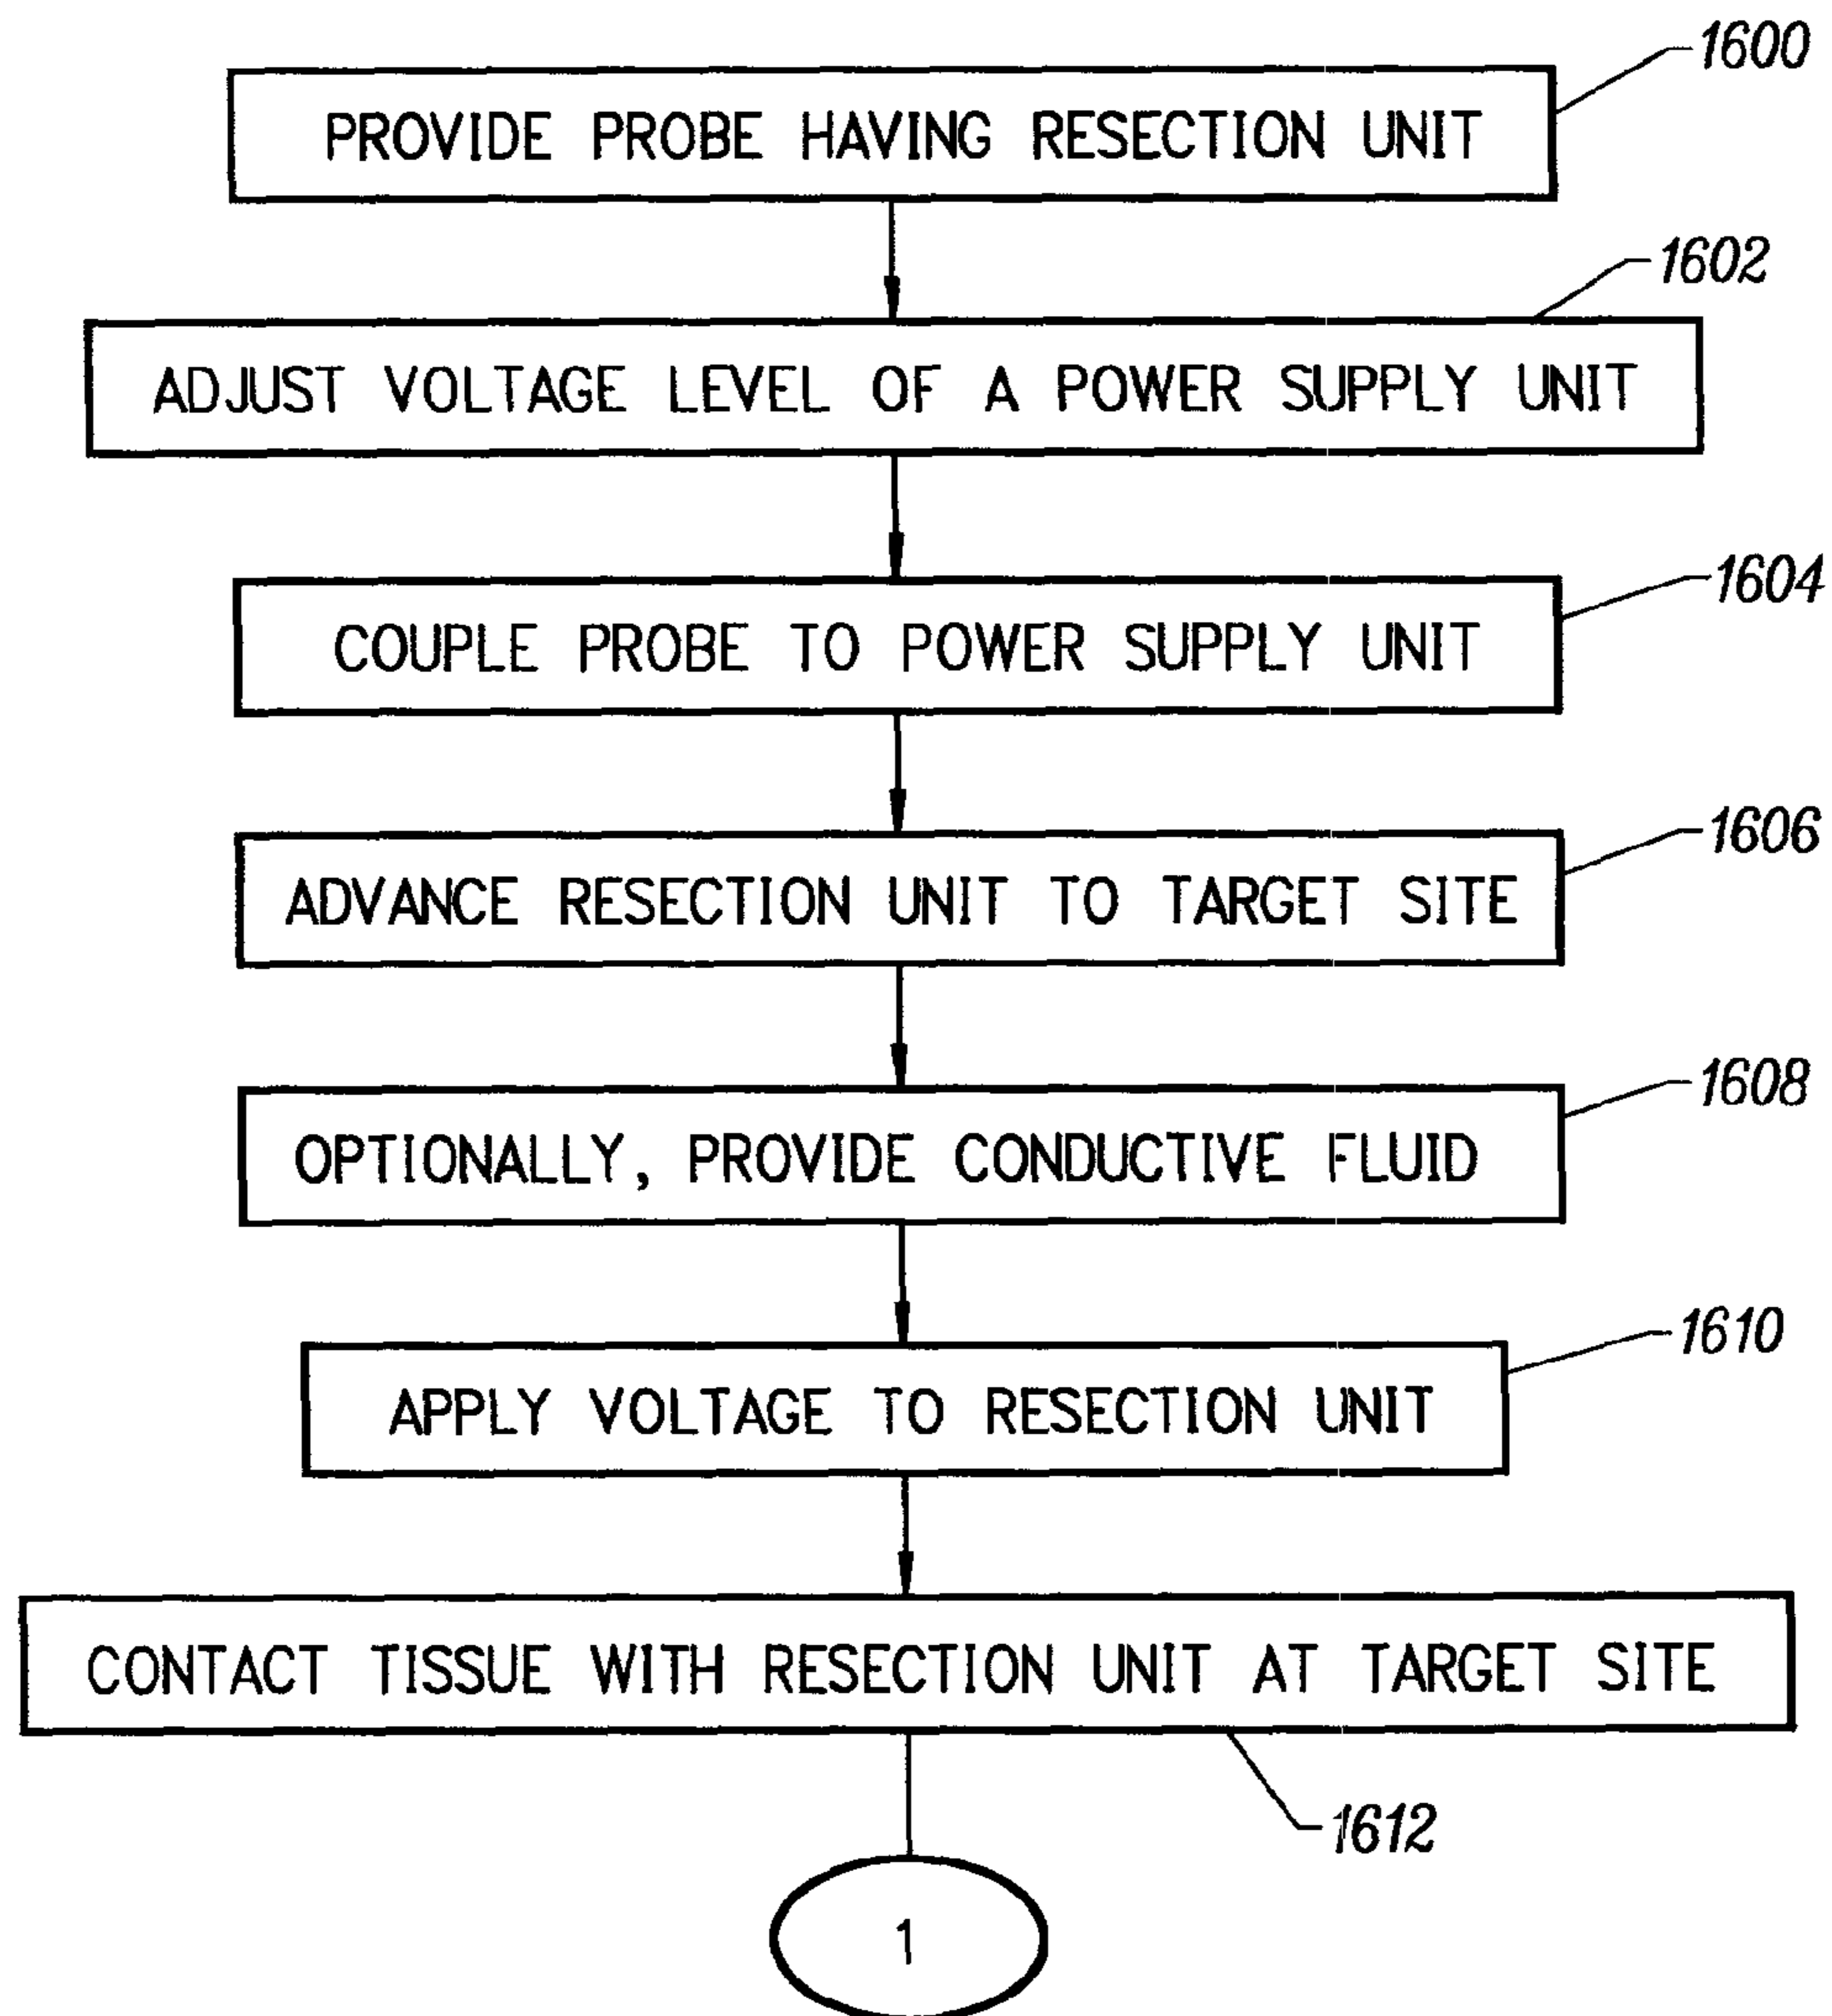 1600
PROVIDE PROBE HAVING RESECTION UNIT
1602
ADJUST VOLTAGE LEVEL OF A POWER SUPPLY UNIT
1604
COUPLE PROBE TO POWER SUPPLY UNIT
1606
ADVANCE RESECTION UNIT TO TARGET SITE
1608
OPTIONALLY, PROVIDE CONDUCTIVE FLUID
1610
APPLY VOLTAGE TO RESECTION UNIT
CONTACT TISSUE WITH RESECTION UNIT AT TARGET SITE
1612
1